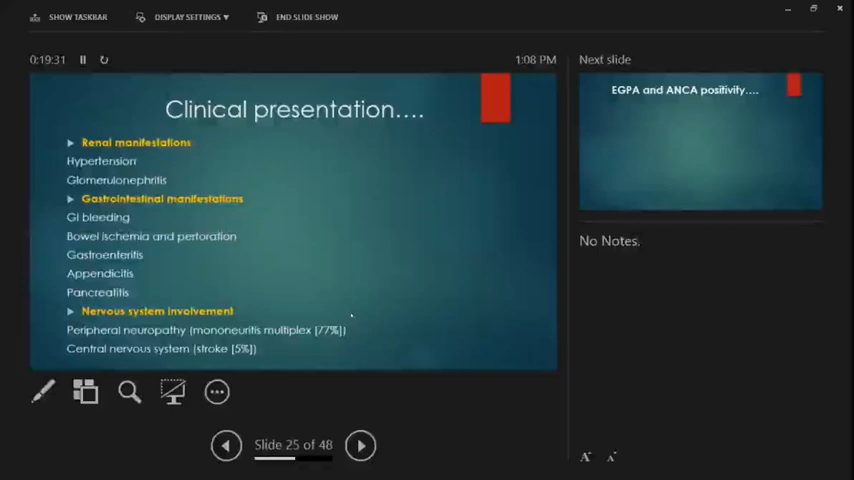 SHOW TASKBAR
DISPLAY SETTINGS ▼
END SLIDE SHOW
0:19:31
1:08 PM
Clinical presentation....
Renal manifestations
Hypertension
Glomerulonephritis
Gastrointestinal manifestations
GI bleeding
Bowel ischemia and perforation
Gastroenteritis
Appendicitis
Pancreatitis
Nervous system involvement
Peripheral neuropathy (mononeuritis multiplex [77%])
Central nervous system (stroke [5%])
Slide 25 of 48
Next slide
EGPA and ANCA positivity....
No Notes.
A A